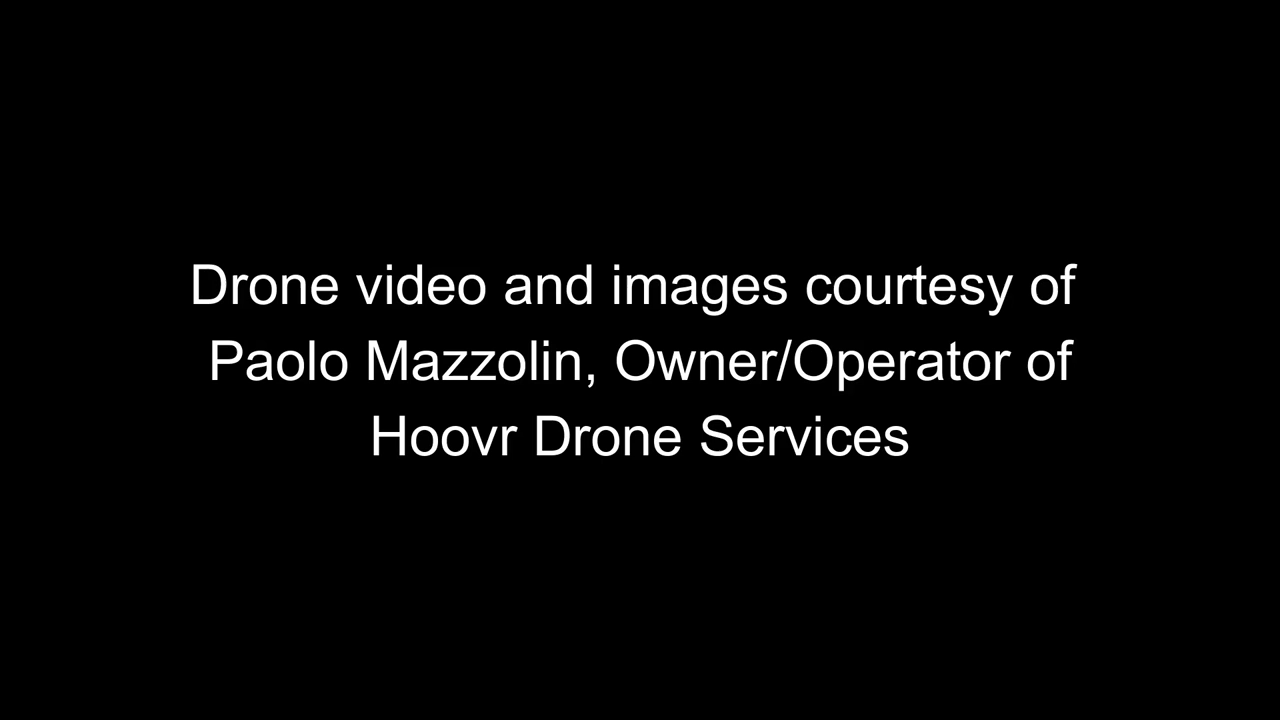 Drone video and images courtesy of
Paolo Mazzolin, Owner/Operator of
Hoovr Drone Services